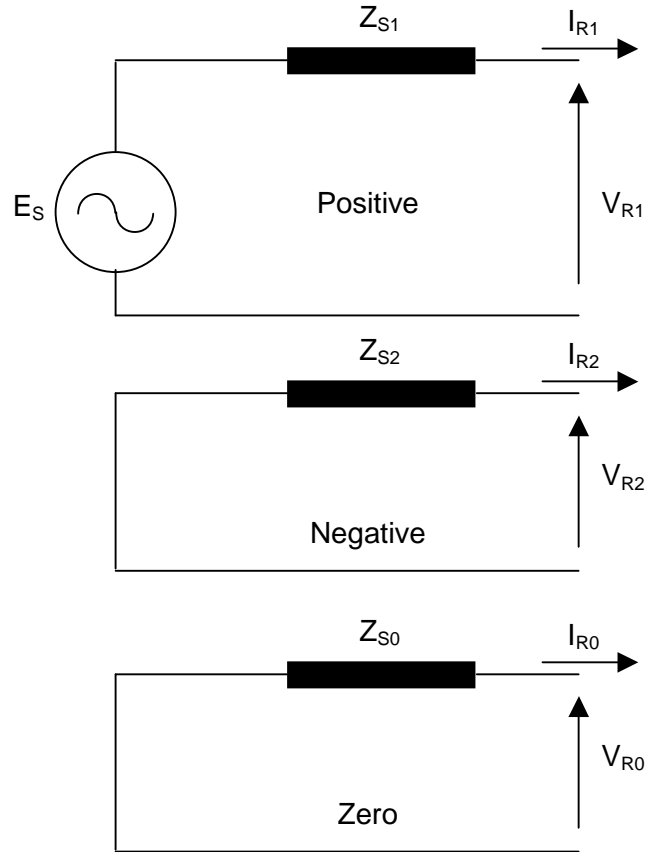 Z_S1
I_R1
E_S
Positive
V_R1
Z_S2
I_R2
V_R2
Negative
Z_S0
I_R0
V_R0
Zero